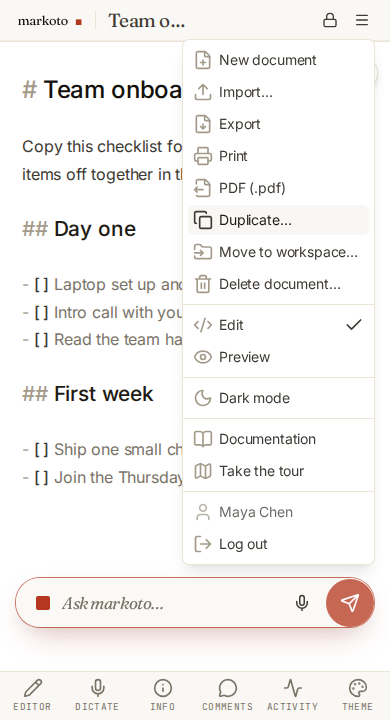 markoto
Team o...
New document
Import...
Export
Print
PDF (.pdf)
Duplicate...
Move to workspace...
Delete document...
Edit
Preview
Dark mode
Documentation
Take the tour
Maya Chen
Log out
# Team onboa
Copy this checklist fo
items off together in
## Day one
- [ ] Laptop set up and
- [ ] Intro call with you
- [ ] Read the team ha
## First week
- [ ] Ship one small ch
- [ ] Join the Thursday
Ask markoto...
EDITOR
DICTATE
INFO
COMMENTS
ACTIVITY
THEME